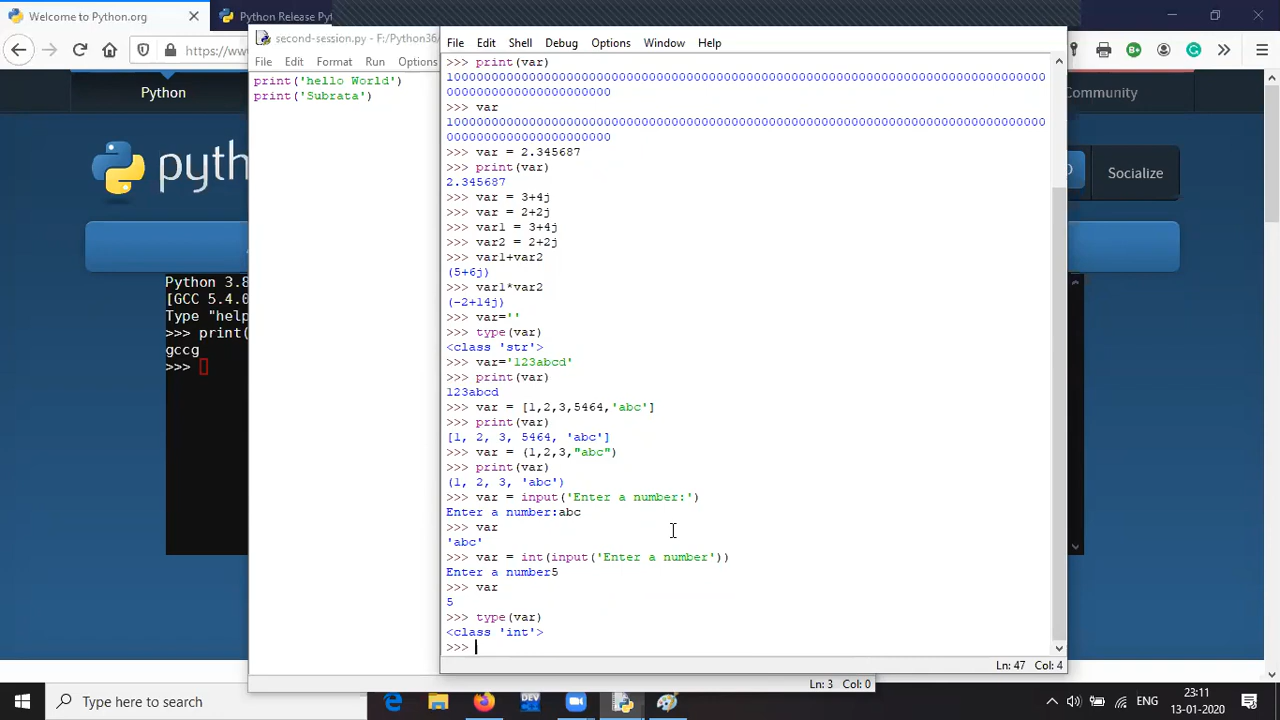 Welcome to Python.org
Python Release Pyt
https://ww
Python
Community
Socialize
pyth
Python 3.8
[GCC 5.4.0
Type "help
>>> print(
gccg
>>>
second-session.py - F:/Python36/
File Edit Format Run Options
print('hello World')
print('Subrata')
Ln: 3 Col: 0
File Edit Shell Debug Options Window Help
>>> print(var)
>>> var
>>> var = 2.345687
>>> print(var)
2.345687
>>> var = 3+4j
>>> var = 2+2j
>>> var1 = 3+4j
>>> var2 = 2+2j
>>> var1+var2
(5+6j)
>>> var1*var2
(-2+14j)
>>> var=''
>>> type(var)
<class 'str'>
>>> var='123abcd'
>>> print(var)
123abcd
>>> var = [1,2,3,5464,'abc']
>>> print(var)
[1, 2, 3, 5464, 'abc']
>>> var = (1,2,3,"abc")
>>> print(var)
(1, 2, 3, 'abc')
>>> var = input('Enter a number:')
Enter a number:abc
>>> var
'abc'
>>> var = int(input('Enter a number'))
Enter a number5
>>> var
5
>>> type(var)
<class 'int'>
>>>
Ln: 47 Col: 4
Type here to search
DEV
ENG
23:11
13-01-2020